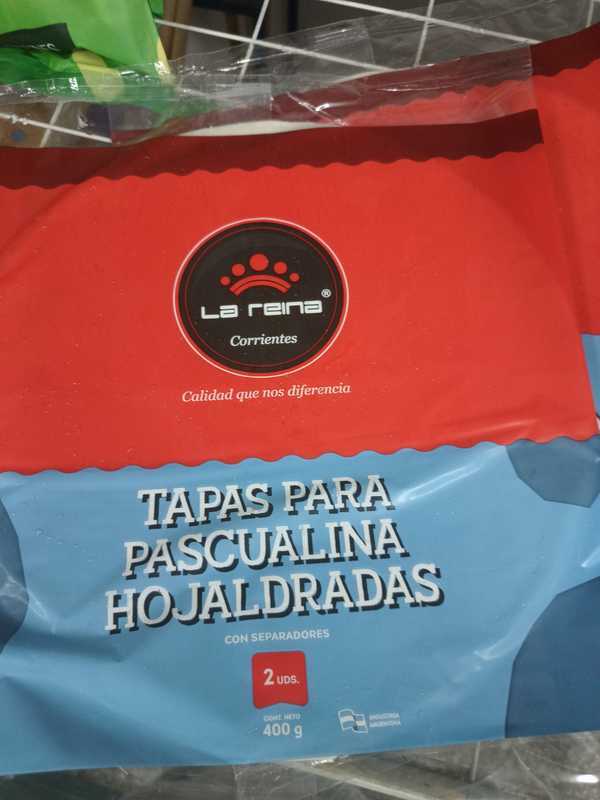 La reina®
Corrientes
Calidad que nos diferencia
TAPAS PARA
PASCUALINA
HOJALDRADAS
CON SEPARADORES
2 UDS.
CONT. NETO
400 g
INDUSTRIA
ARGENTINA